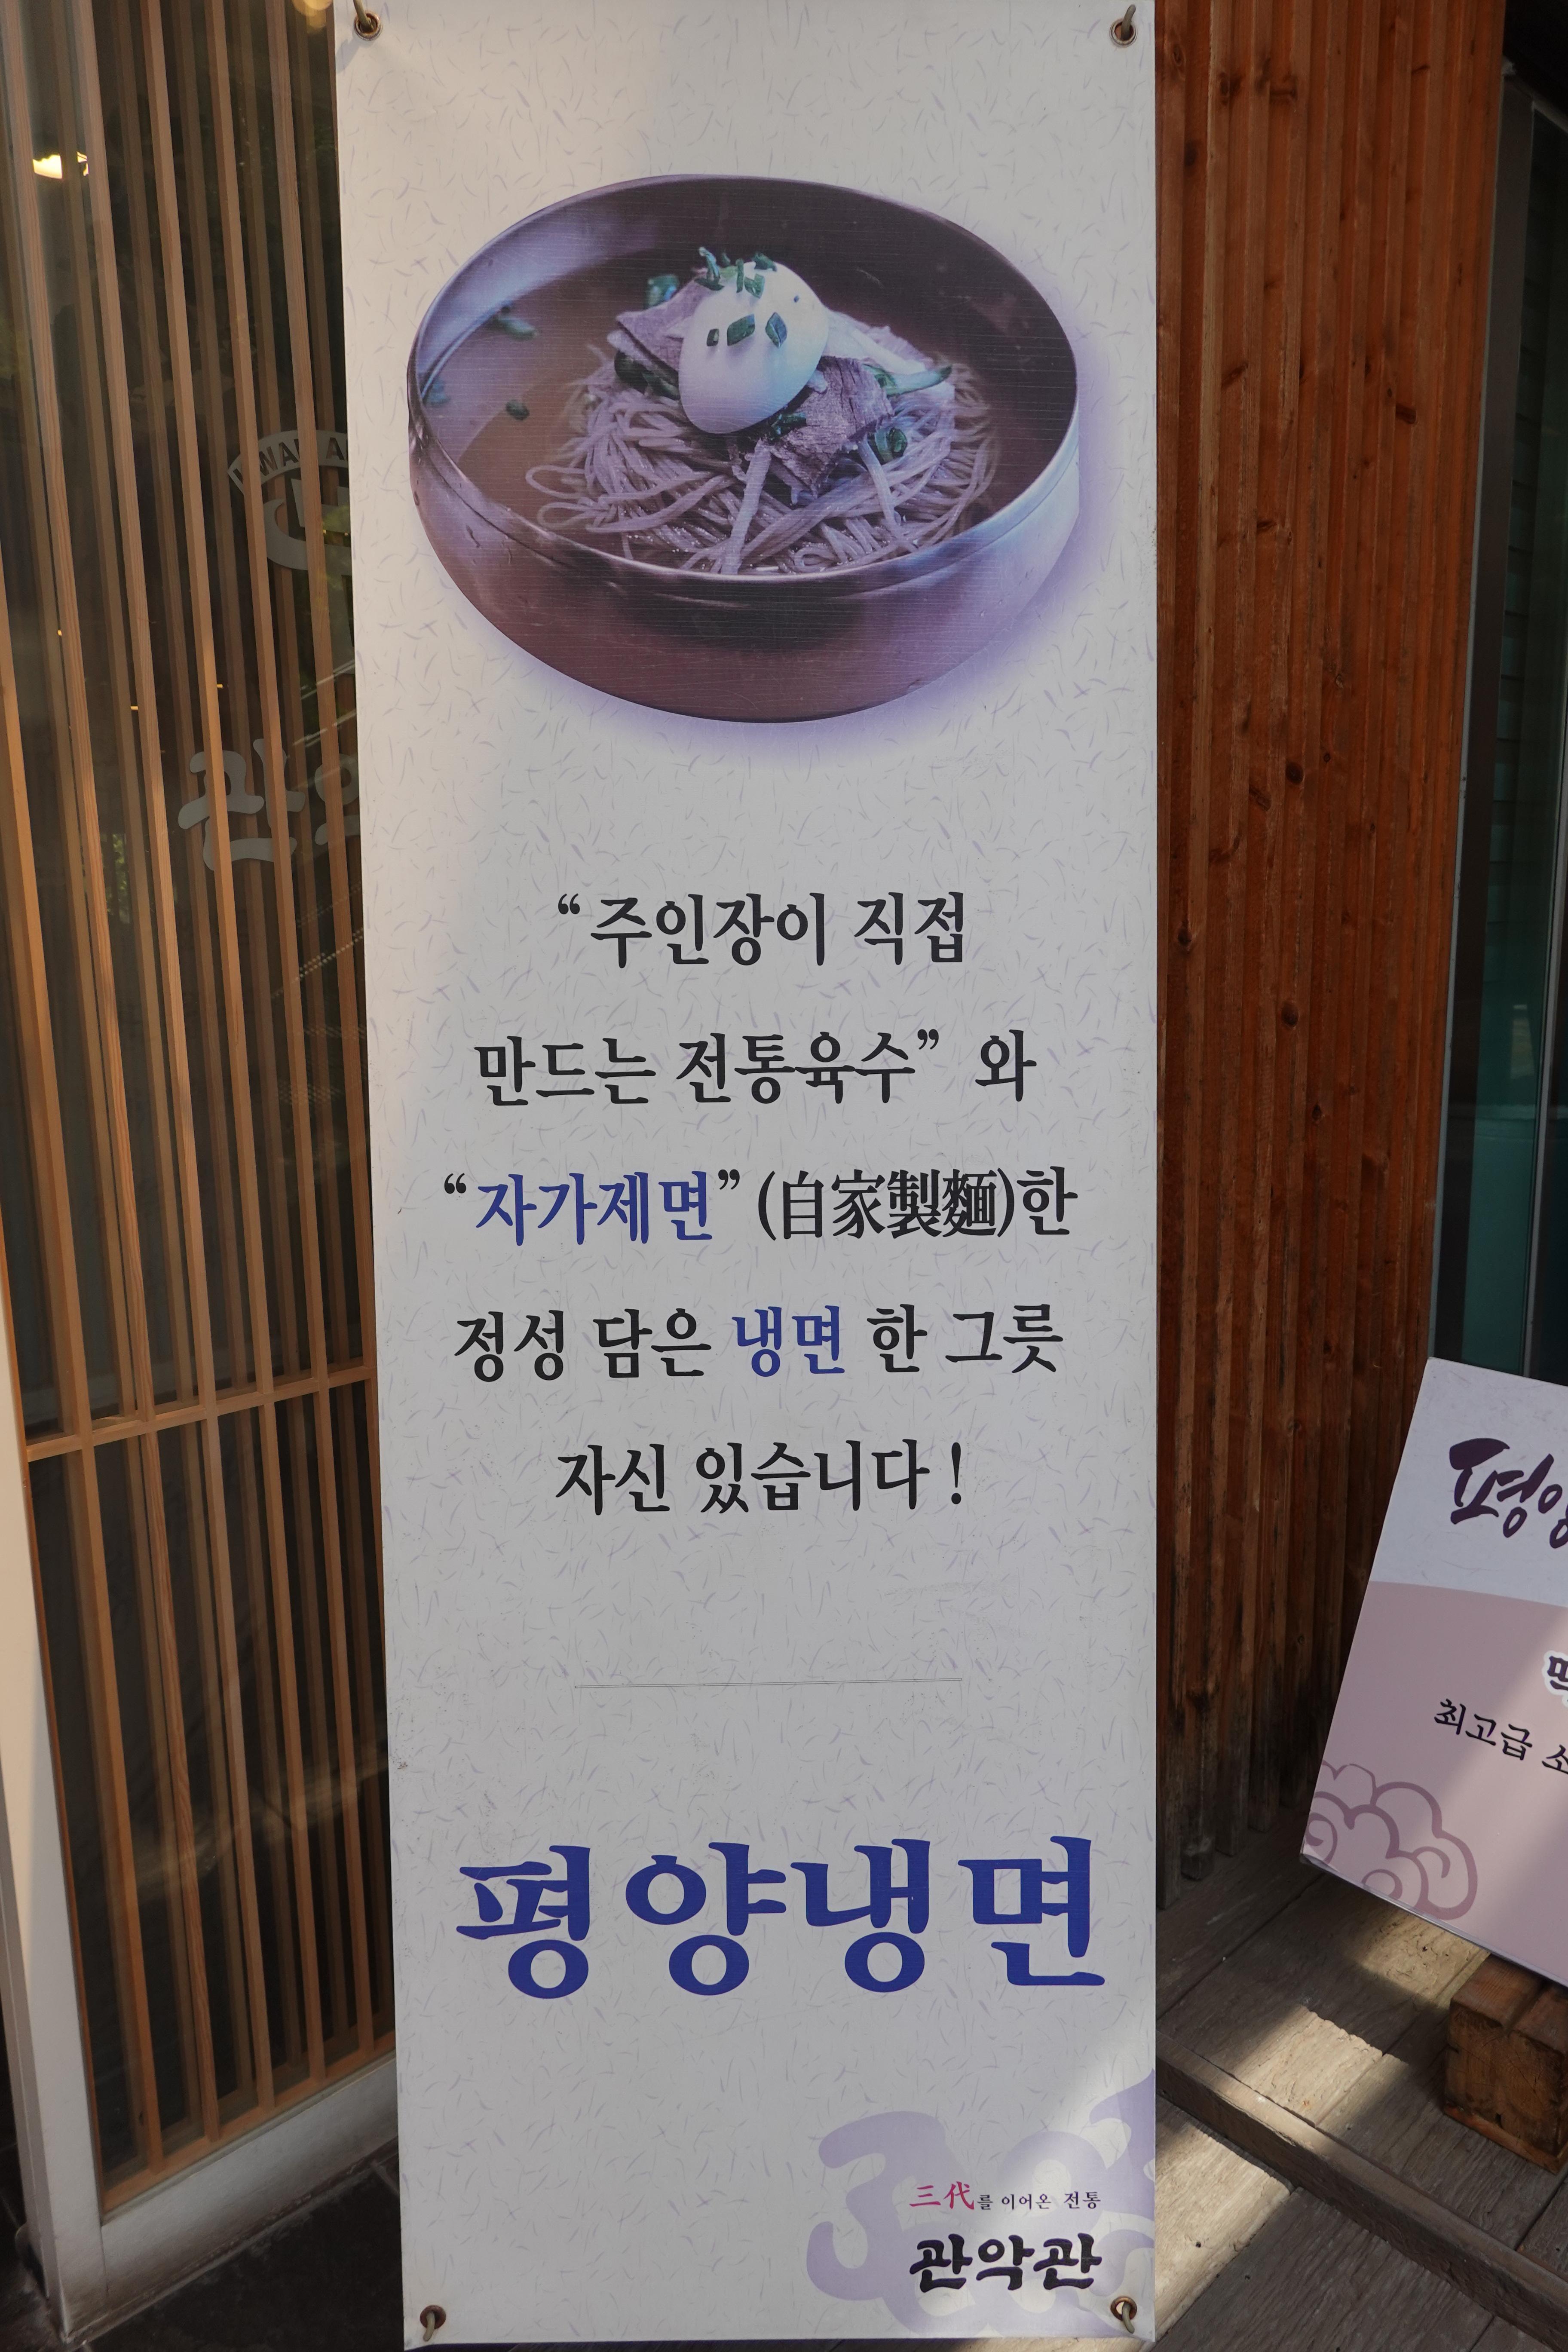 “주인장이 직접
만드는 전통육수” 와
“자가제면” (自家製麵)한
정성 담은 냉면 한 그릇
자신 있습니다!
평양냉면
三代를 이어온 전통
관악관
최고급